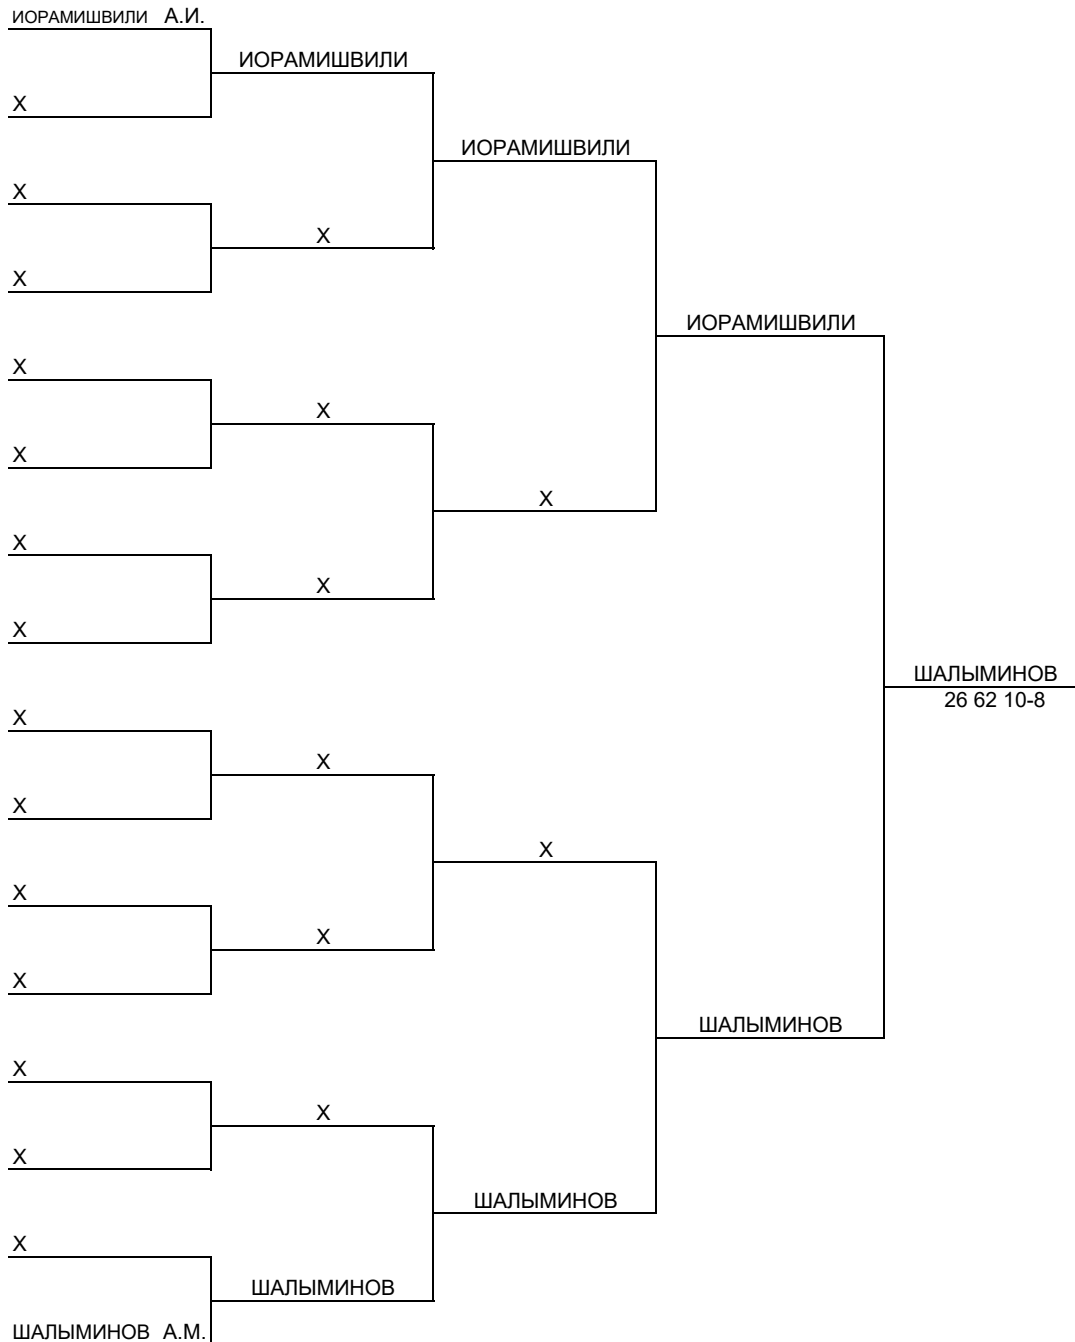 ИОРАМИШВИЛИ А.И.
ИОРАМИШВИЛИ
Х
ИОРАМИШВИЛИ
Х
Х
Х
ИОРАМИШВИЛИ
Х
Х
Х
Х
Х
Х
Х
ШАЛЫМИНОВ
26 62 10-8
Х
Х
Х
Х
Х
Х
Х
ШАЛЫМИНОВ
Х
Х
Х
ШАЛЫМИНОВ
Х
ШАЛЫМИНОВ
ШАЛЫМИНОВ А.М.